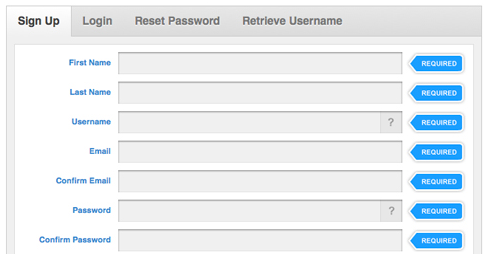 Sign Up Login Reset Password Retrieve Username
First Name REQUIRED
Last Name REQUIRED
Username ? REQUIRED
Email REQUIRED
Confirm Email REQUIRED
Password ? REQUIRED
Confirm Password REQUIRED